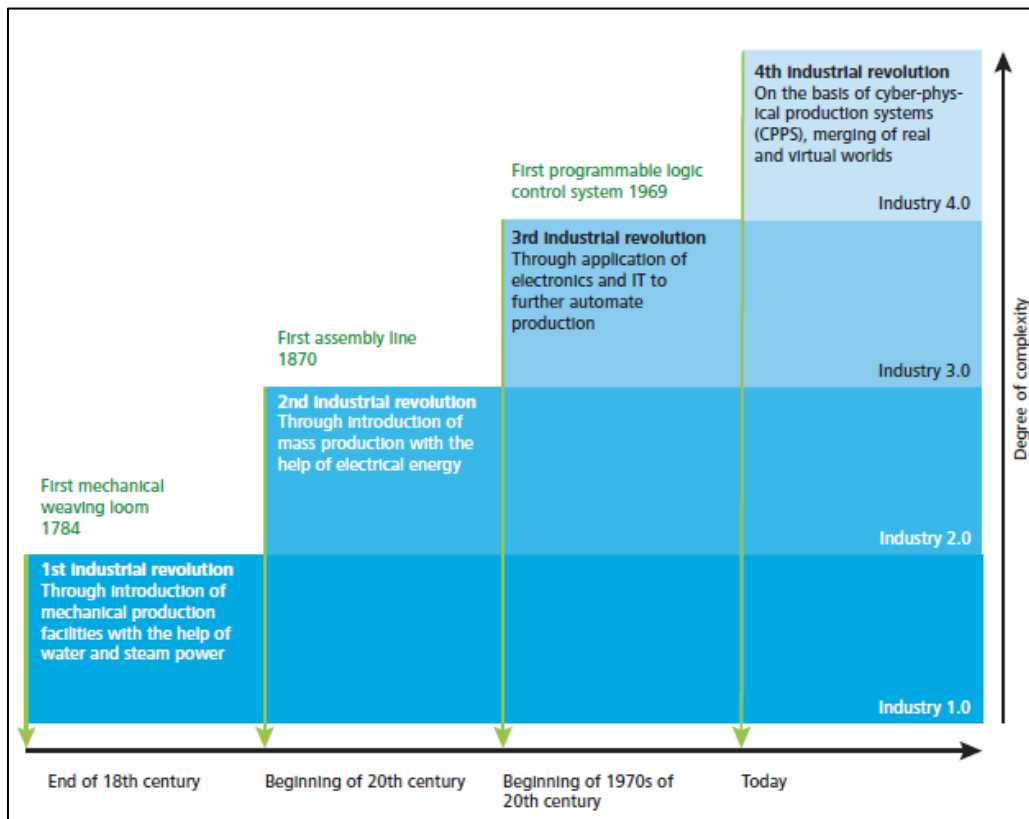 4th industrial revolution
On the basis of cyber-phys-
ical production systems
(CPPS), merging of real
and virtual worlds
Industry 4.0
First programmable logic
control system 1969
3rd industrial revolution
Through application of
electronics and IT to
further automate
production
Industry 3.0
First assembly line
1870
2nd industrial revolution
Through introduction of
mass production with the
help of electrical energy
Industry 2.0
First mechanical
weaving loom
1784
1st industrial revolution
Through introduction of
mechanical production
facilities with the help of
water and steam power
Industry 1.0
Degree of complexity
End of 18th century
Beginning of 20th century
Beginning of 1970s of
20th century
Today